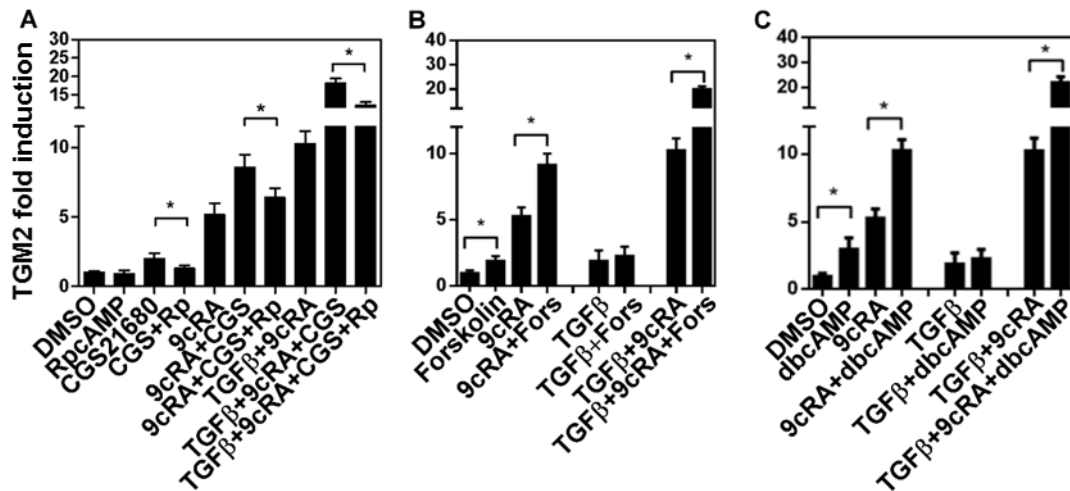 A
B
C
TGM2 fold induction
30
25
20
15
10
5
0
*
*
*
DMSO
RpcAMP
CGS21680
CGS+Rp
9cRA
9cRA+CGS
9cRA+CGS+Rp
TGFβ+9cRA
TGFβ+9cRA+CGS
TGFβ+9cRA+CGS+Rp
40
30
20
10
5
0
*
*
*
DMSO
Forskolin
9cRA
9cRA+Fors
TGFβ
TGFβ+Fors
TGFβ+9cRA
TGFβ+9cRA+Fors
40
30
20
10
5
0
*
*
*
DMSO
dbcAMP
9cRA
9cRA+dbcAMP
TGFβ
TGFβ+dbcAMP
TGFβ+9cRA
TGFβ+9cRA+dbcAMP